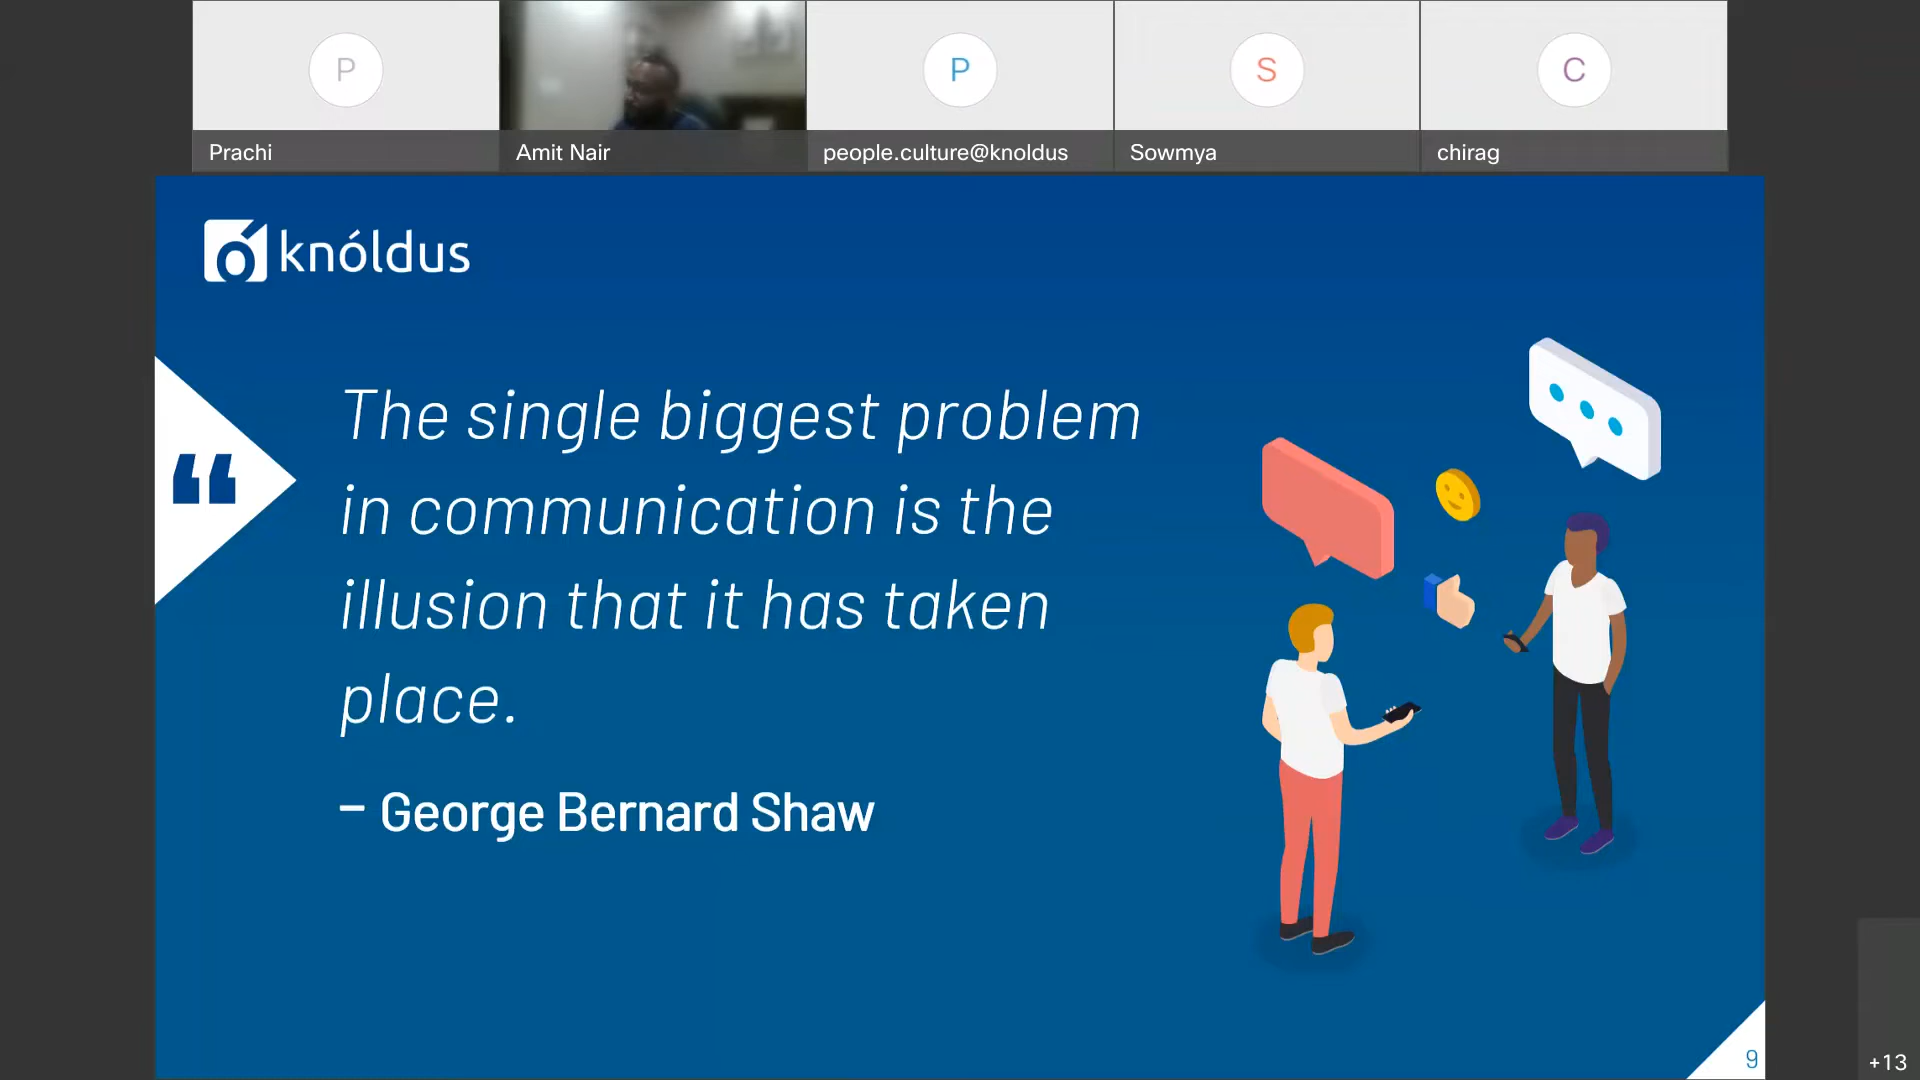 P
P
S
C
Prachi
Amit Nair
people.culture@knoldus
Sowmya
chirag
knóldus
“
The single biggest problem
in communication is the
illusion that it has taken
place.
– George Bernard Shaw
9
+13